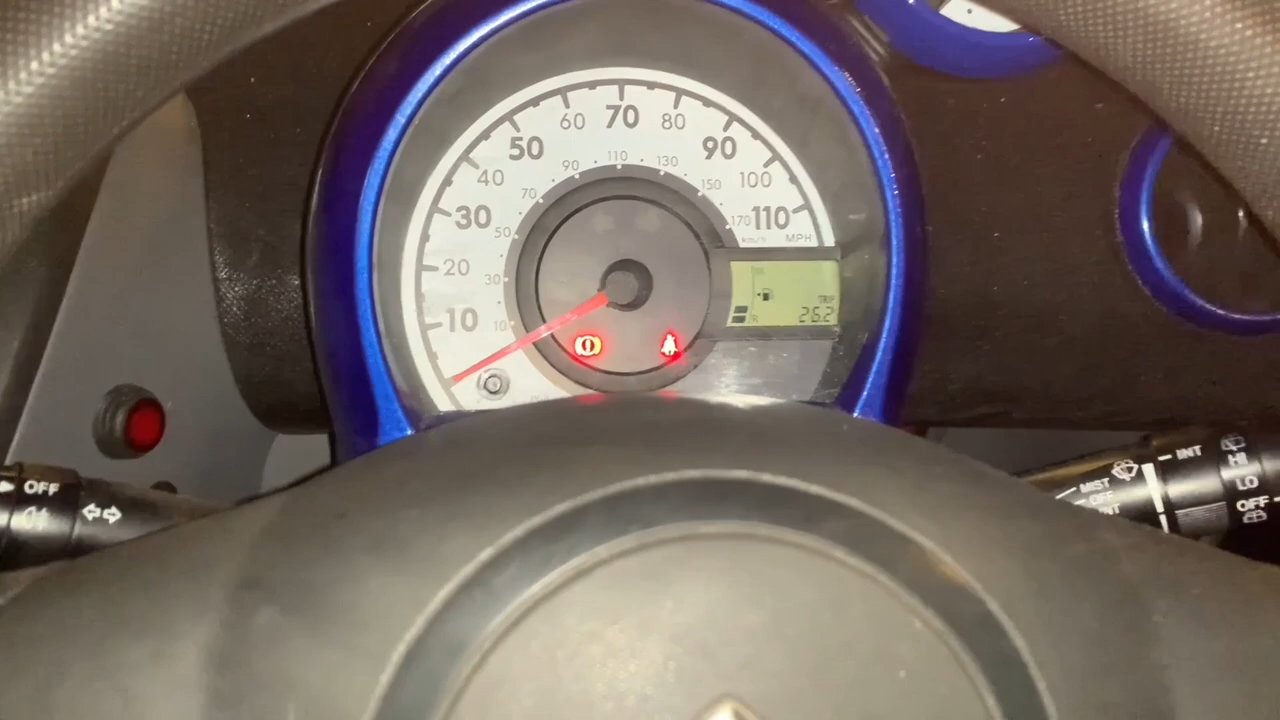 60 70 80
50 90
40 100
30 110
20
10
90 110 130
70 150
50 170
30 km/h MPH
10
TRIP
26.2
OFF
INT
MIST
OFF
INT
HI
LO
OFF